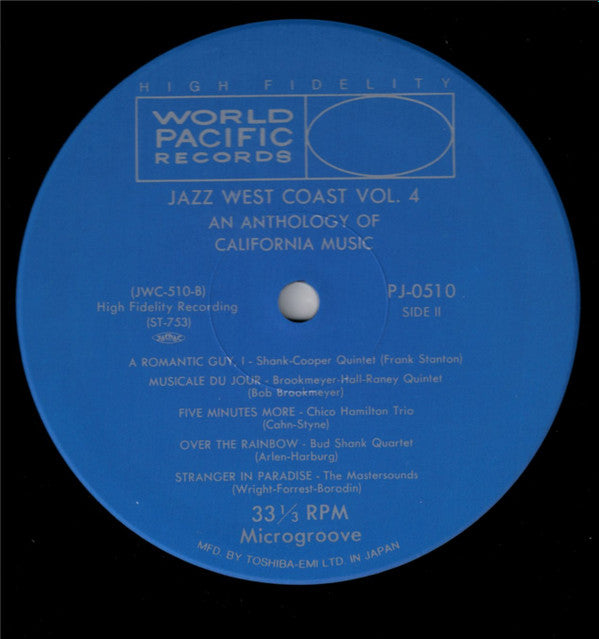 HIGH FIDELITY
WORLD
PACIFIC
RECORDS
JAZZ WEST COAST VOL. 4
AN ANTHOLOGY OF
CALIFORNIA MUSIC
(JWC-510-B)
High Fidelity Recording
(ST-753)
PJ-0510
SIDE II
A ROMANTIC GUY, I - Shank-Cooper Quintet (Frank Stanton)
MUSICALE DU JOUR - Brookmeyer-Hall-Raney Quintet
(Bob Brookmeyer)
FIVE MINUTES MORE - Chico Hamilton Trio
(Cahn-Styne)
OVER THE RAINBOW - Bud Shank Quartet
(Arlen-Harburg)
STRANGER IN PARADISE - The Mastersounds
(Wright-Forrest-Borodin)
33 1/3 RPM
Microgroove
MFD. BY TOSHIBA-EMI LTD. IN JAPAN